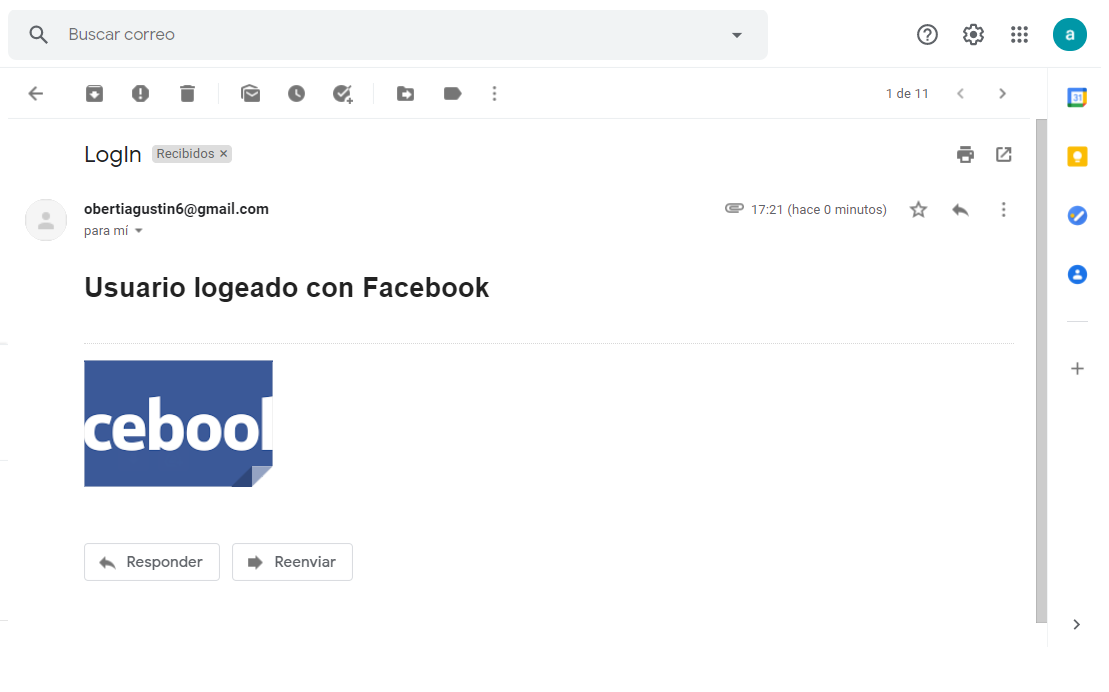 Buscar correo
a
1 de 11
31
LogIn Recibidos ×
obertiagustin6@gmail.com
17:21 (hace 0 minutos)
para mí
Usuario logeado con Facebook
cebook
Responder
Reenviar